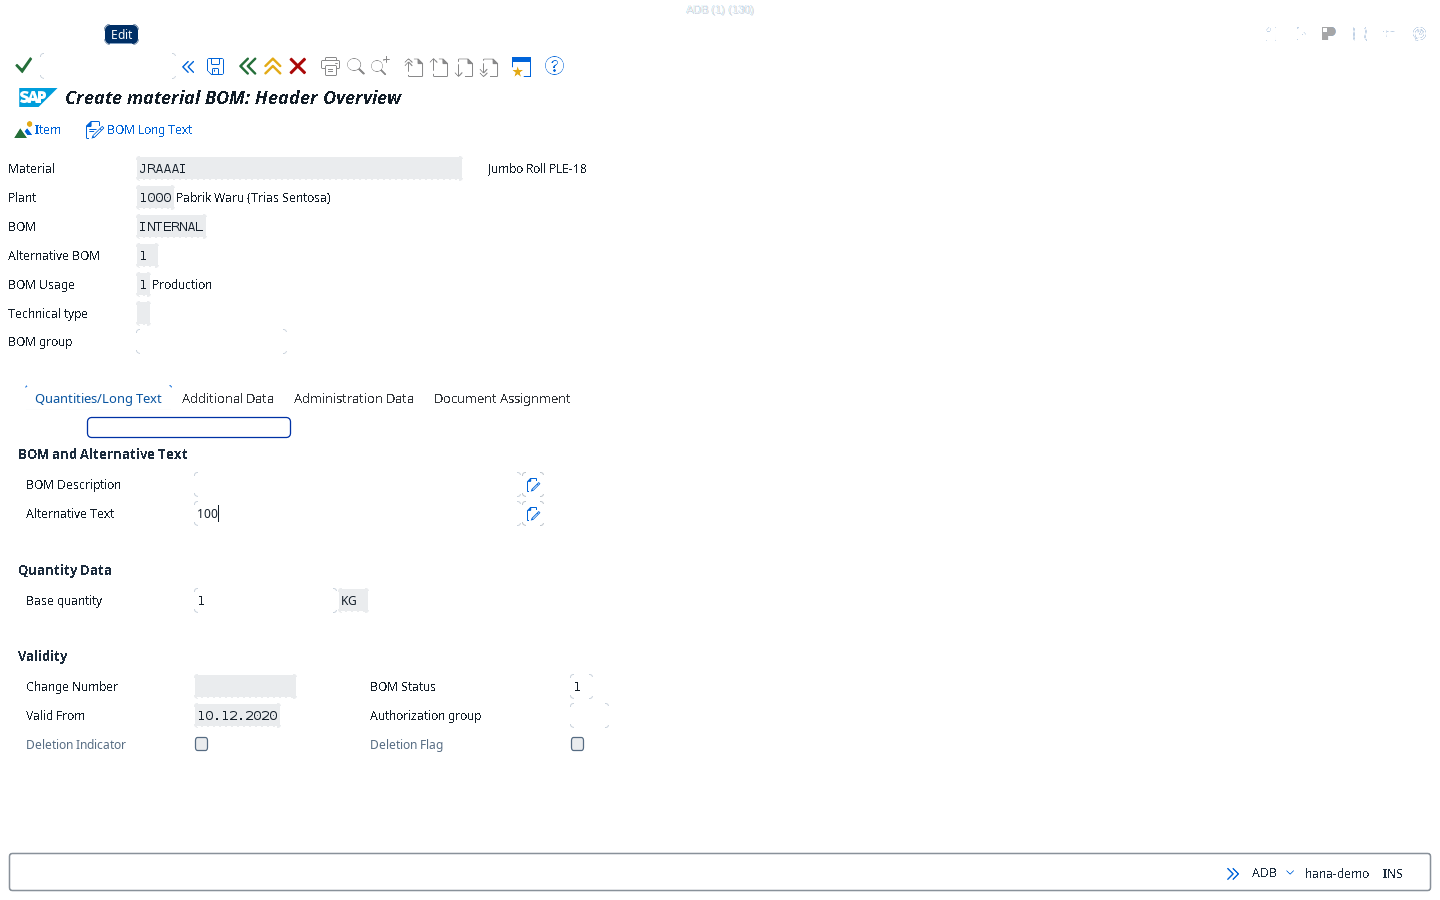 ADB (1) (130)
Edit
SAP Create material BOM: Header Overview
Item BOM Long Text
Material JRAAAI Jumbo Roll PLE-18
Plant 1000 Pabrik Waru (Trias Sentosa)
BOM INTERNAL
Alternative BOM 1
BOM Usage 1 Production
Technical type
BOM group
Quantities/Long Text Additional Data Administration Data Document Assignment
BOM and Alternative Text
BOM Description
Alternative Text 100
Quantity Data
Base quantity 1 KG
Validity
Change Number BOM Status 1
Valid From 10.12.2020 Authorization group
Deletion Indicator Deletion Flag
ADB hana-demo INS